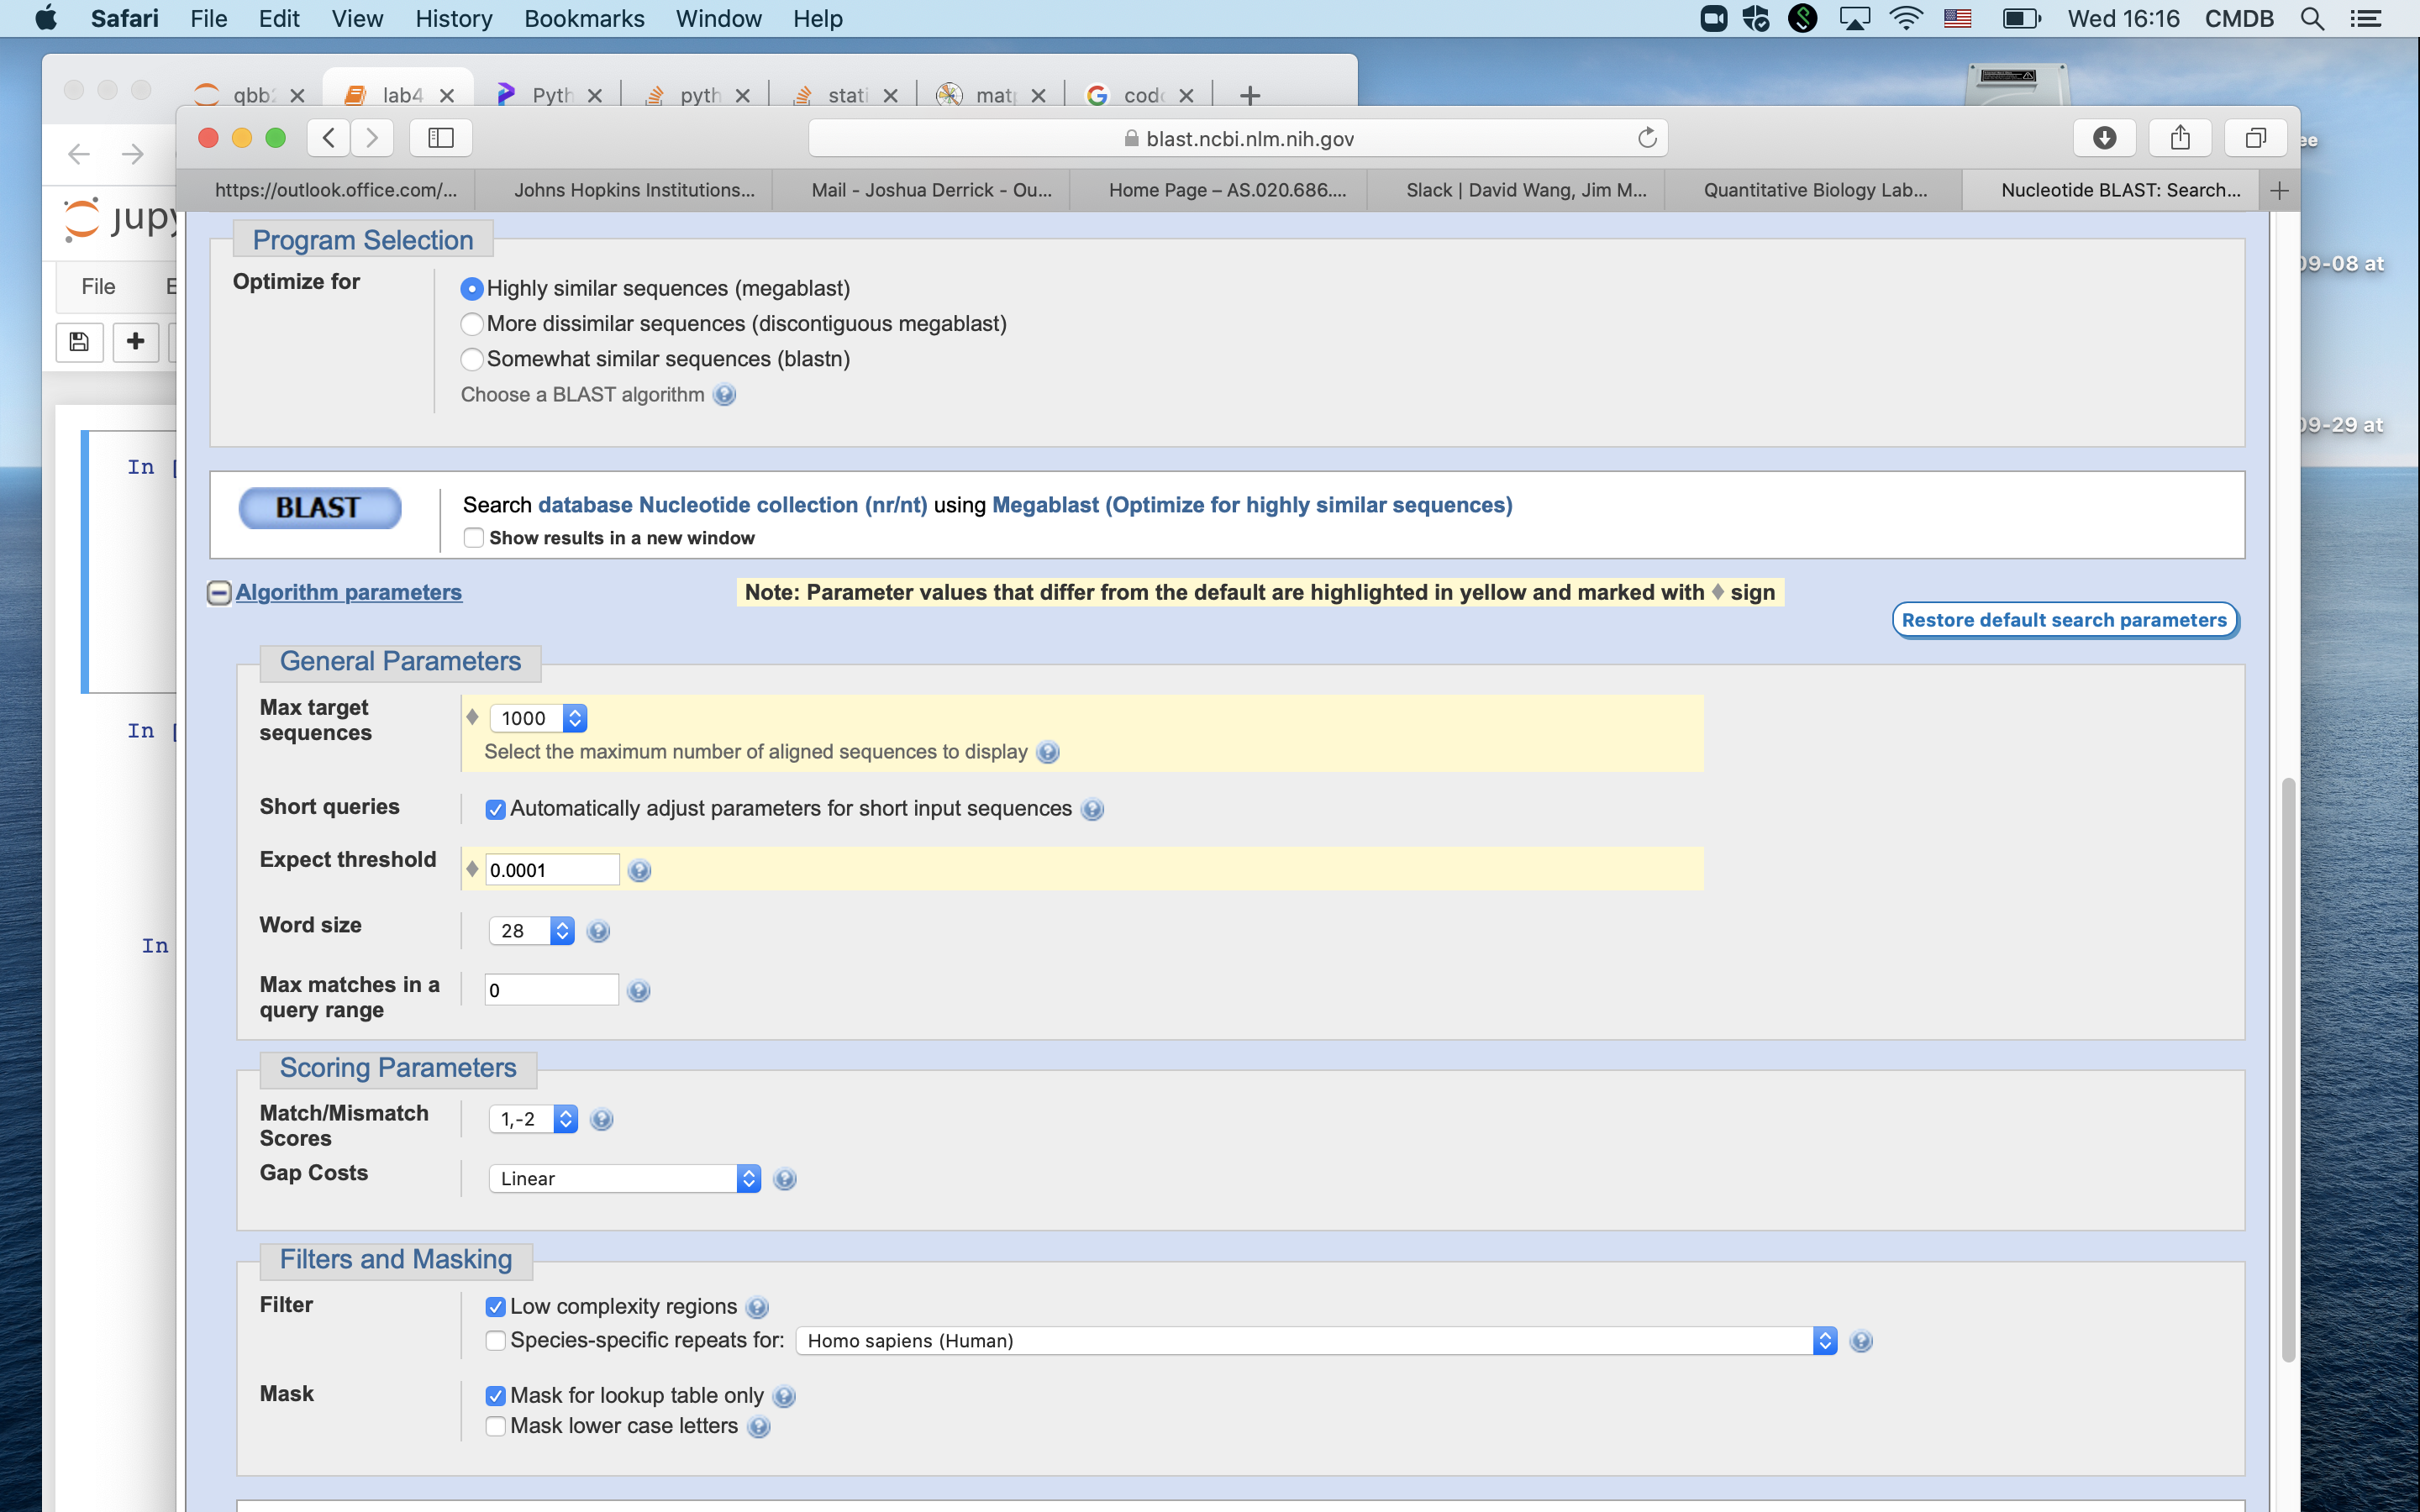 Safari File Edit View History Bookmarks Window Help Wed 16:16 CMDB
qbb lab4 Pyth pyth stati mat cod
blast.ncbi.nlm.nih.gov
https://outlook.office.com/... Johns Hopkins Institutions... Mail - Joshua Derrick - Ou... Home Page – AS.020.686.... Slack | David Wang, Jim M... Quantitative Biology Lab... Nucleotide BLAST: Search...
ee
09-08 at
09-29 at
jupy
File E
In [
In [
In
Program Selection
Optimize for
Highly similar sequences (megablast)
More dissimilar sequences (discontiguous megablast)
Somewhat similar sequences (blastn)
Choose a BLAST algorithm
BLAST
Search database Nucleotide collection (nr/nt) using Megablast (Optimize for highly similar sequences)
Show results in a new window
Algorithm parameters
Note: Parameter values that differ from the default are highlighted in yellow and marked with ♦ sign
Restore default search parameters
General Parameters
Max target sequences
♦ 1000
Select the maximum number of aligned sequences to display
Short queries
Automatically adjust parameters for short input sequences
Expect threshold
♦ 0.0001
Word size
28
Max matches in a query range
0
Scoring Parameters
Match/Mismatch Scores
1,-2
Gap Costs
Linear
Filters and Masking
Filter
Low complexity regions
Species-specific repeats for: Homo sapiens (Human)
Mask
Mask for lookup table only
Mask lower case letters